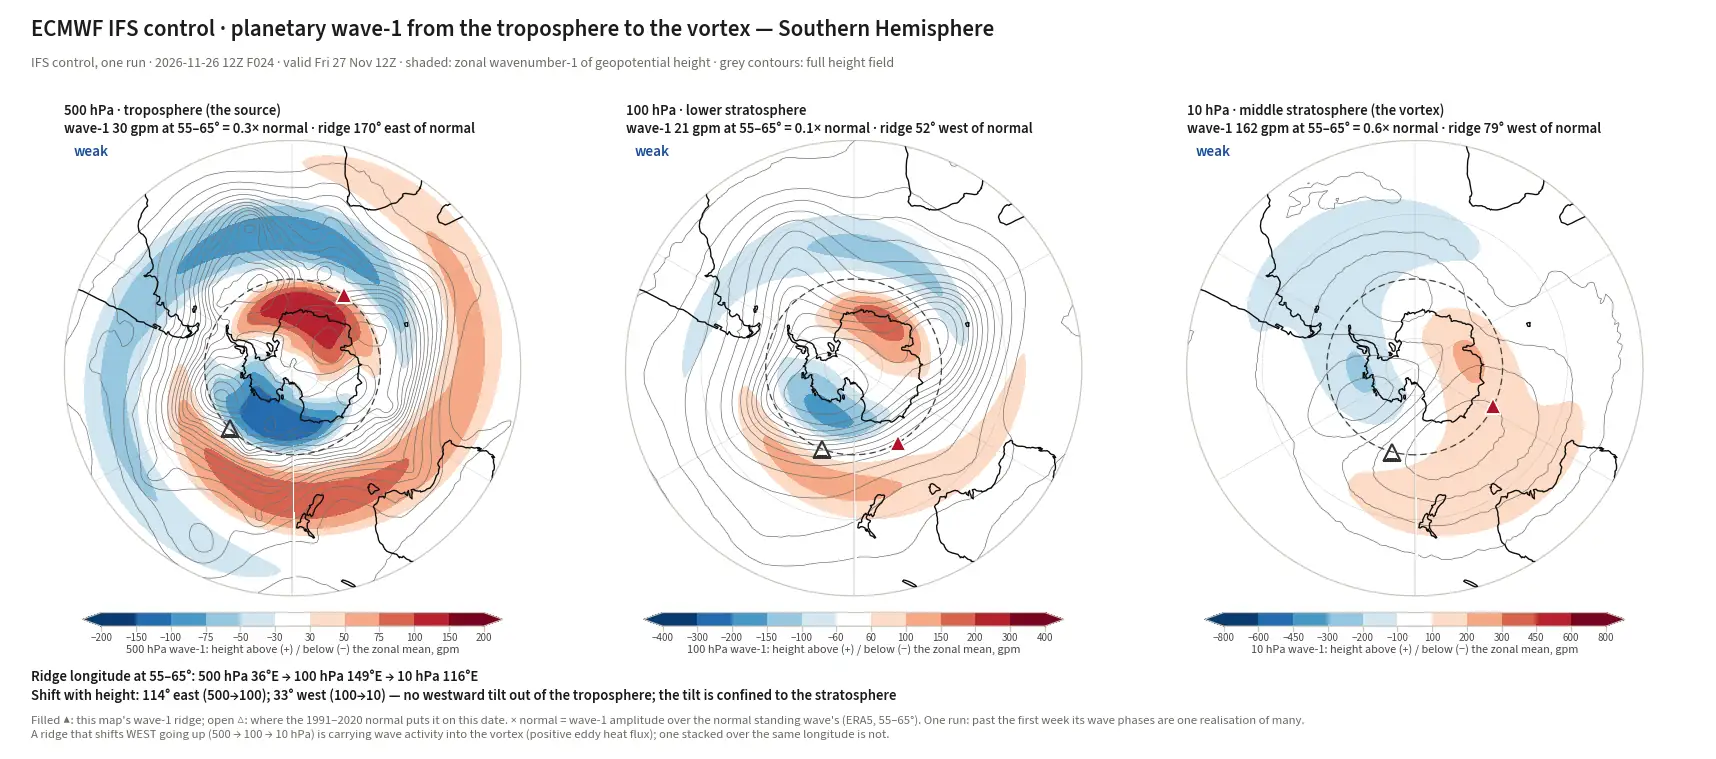 ECMWF IFS control · planetary wave-1 from the troposphere to the vortex — Southern Hemisphere
IFS control, one run · 2026-11-26 12Z F024 · valid Fri 27 Nov 12Z · shaded: zonal wavenumber-1 of geopotential height · grey contours: full height field
500 hPa · troposphere (the source)
wave-1 30 gpm at 55–65° = 0.3× normal · ridge 170° east of normal
weak
100 hPa · lower stratosphere
wave-1 21 gpm at 55–65° = 0.1× normal · ridge 52° west of normal
weak
10 hPa · middle stratosphere (the vortex)
wave-1 162 gpm at 55–65° = 0.6× normal · ridge 79° west of normal
weak
−200 −150 −100 −75 −50 −30 30 50 75 100 150 200
500 hPa wave-1: height above (+) / below (−) the zonal mean, gpm
−400 −300 −200 −150 −100 −60 60 100 150 200 300 400
100 hPa wave-1: height above (+) / below (−) the zonal mean, gpm
−800 −600 −450 −300 −200 −100 100 200 300 450 600 800
10 hPa wave-1: height above (+) / below (−) the zonal mean, gpm
Ridge longitude at 55–65°: 500 hPa 36°E → 100 hPa 149°E → 10 hPa 116°E
Shift with height: 114° east (500→100); 33° west (100→10) — no westward tilt out of the troposphere; the tilt is confined to the stratosphere
Filled ▲: this map's wave-1 ridge; open △: where the 1991–2020 normal puts it on this date. × normal = wave-1 amplitude over the normal standing wave's (ERA5, 55–65°). One run: past the first week its wave phases are one realisation of many.
A ridge that shifts WEST going up (500 → 100 → 10 hPa) is carrying wave activity into the vortex (positive eddy heat flux); one stacked over the same longitude is not.